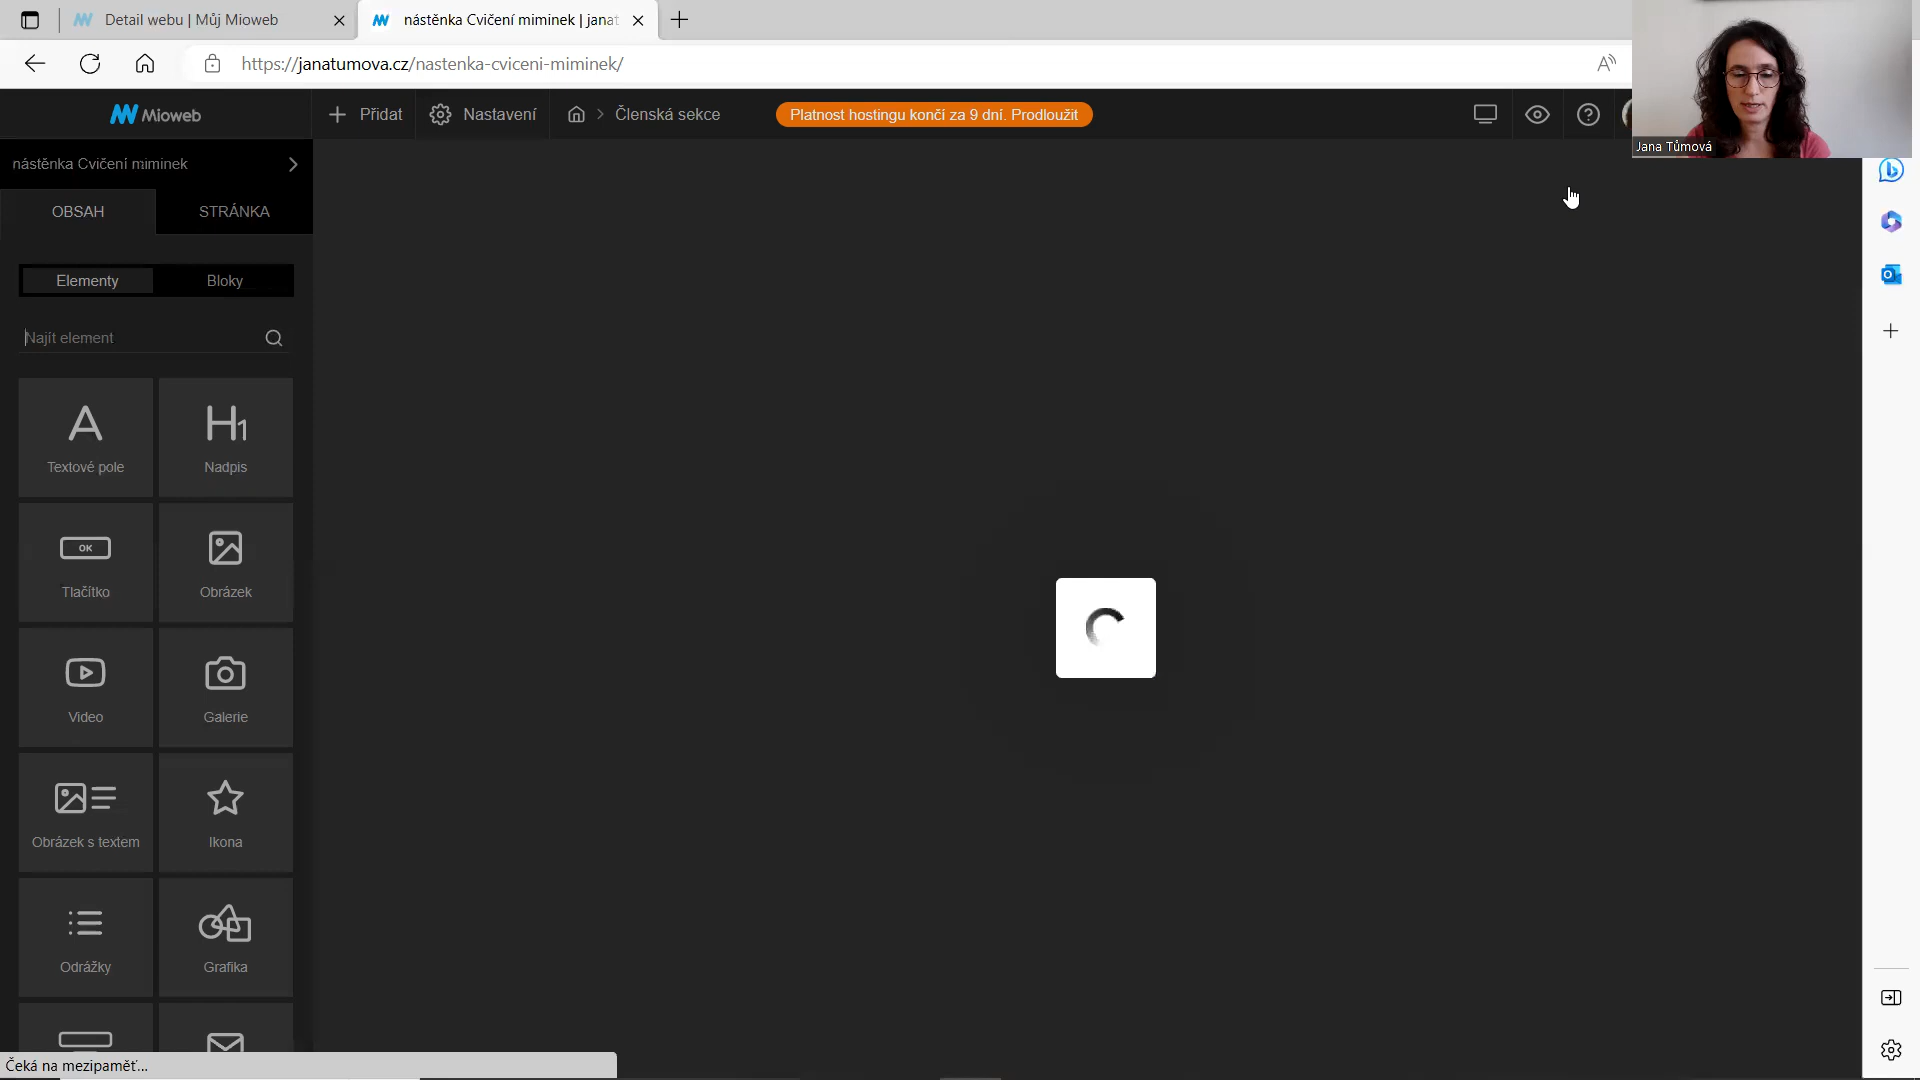 Detail webu | Můj Mioweb
nástěnka Cvičení miminek | janat
https://janatumova.cz/nastenka-cviceni-miminek/
Mioweb
Přidat
Nastavení
Členská sekce
Platnost hostingu končí za 9 dní. Prodloužit
Jana Tůmová
nástěnka Cvičení miminek
OBSAH
STRÁNKA
Elementy
Bloky
Najít element
A
Textové pole
H1
Nadpis
OK
Tlačítko
Obrázek
Video
Galerie
Obrázek s textem
Ikona
Odrážky
Grafika
Čeká na mezipaměť...